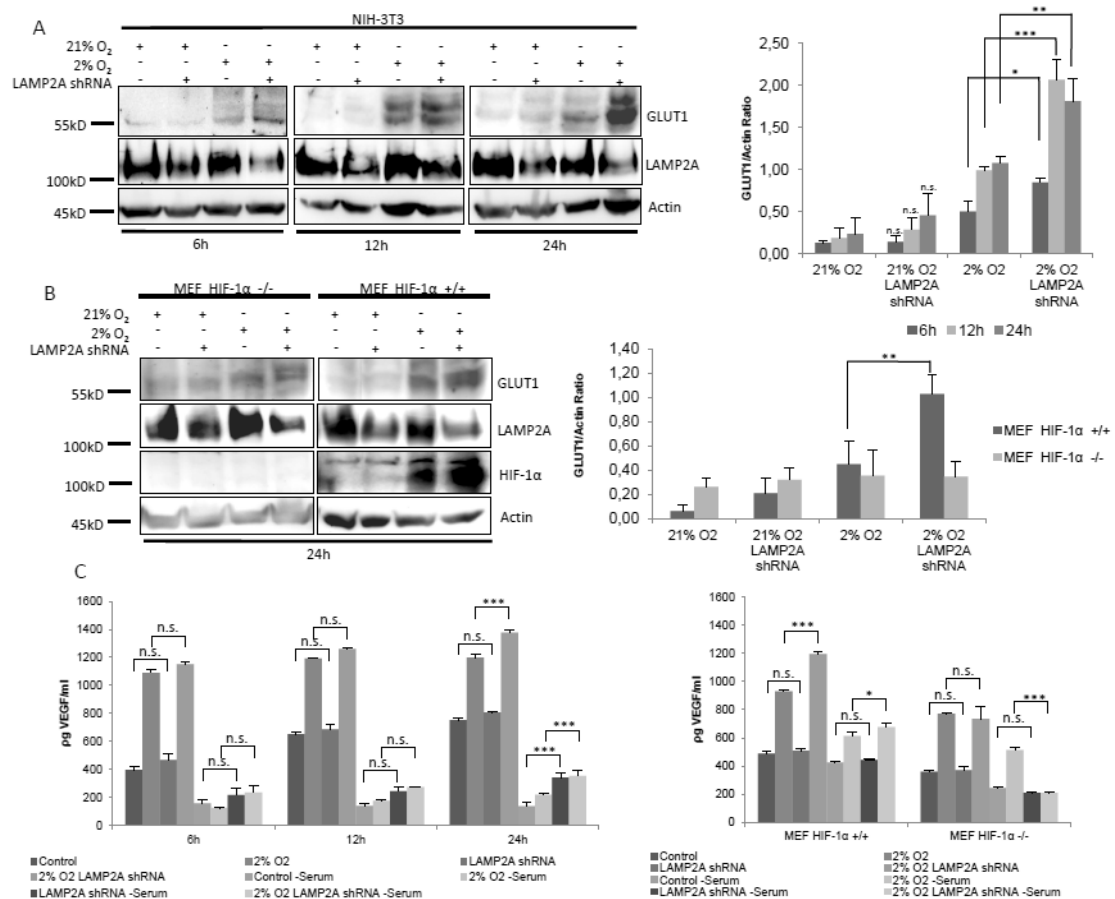 A
NIH-3T3
21% O2 + + - - + + - - + + - -
2% O2 - - + + - - + + - - + +
LAMP2A shRNA - + - + - + - + - + - +
55kD
GLUT1
100kD
LAMP2A
45kD
Actin
6h 12h 24h
GLUT1/Actin Ratio
2,50
2,00
1,50
1,00
0,50
0,00
** *** * n.s. n.s. n.s.
21% O2 21% O2 LAMP2A shRNA 2% O2 2% O2 LAMP2A shRNA
6h 12h 24h
B
MEF HIF-1α -/- MEF HIF-1α +/+
21% O2 + + - - + + - -
2% O2 - - + + - - + +
LAMP2A shRNA - + - + - + - +
55kD
GLUT1
100kD
LAMP2A
100kD
HIF-1α
45kD
Actin
24h
GLUT1/Actin Ratio
1,40
1,20
1,00
0,80
0,60
0,40
0,20
0,00
**
21% O2 21% O2 LAMP2A shRNA 2% O2 2% O2 LAMP2A shRNA
MEF HIF-1α +/+
MEF HIF-1α -/-
C
ρg VEGF/ml
1600
1400
1200
1000
800
600
400
200
0
n.s. n.s. n.s. n.s. n.s. n.s. n.s. n.s. n.s. *** *** ***
6h 12h 24h
Control 2% O2 LAMP2A shRNA
2% O2 LAMP2A shRNA Control -Serum 2% O2 -Serum
LAMP2A shRNA -Serum 2% O2 LAMP2A shRNA -Serum
ρg VEGF/ml
1600
1400
1200
1000
800
600
400
200
0
n.s. *** n.s. * n.s. n.s. n.s. ***
MEF HIF-1α +/+ MEF HIF-1α -/-
Control 2% O2
LAMP2A shRNA 2% O2 LAMP2A shRNA
Control -Serum 2% O2 -Serum
LAMP2A shRNA -Serum 2% O2 LAMP2A shRNA -Serum